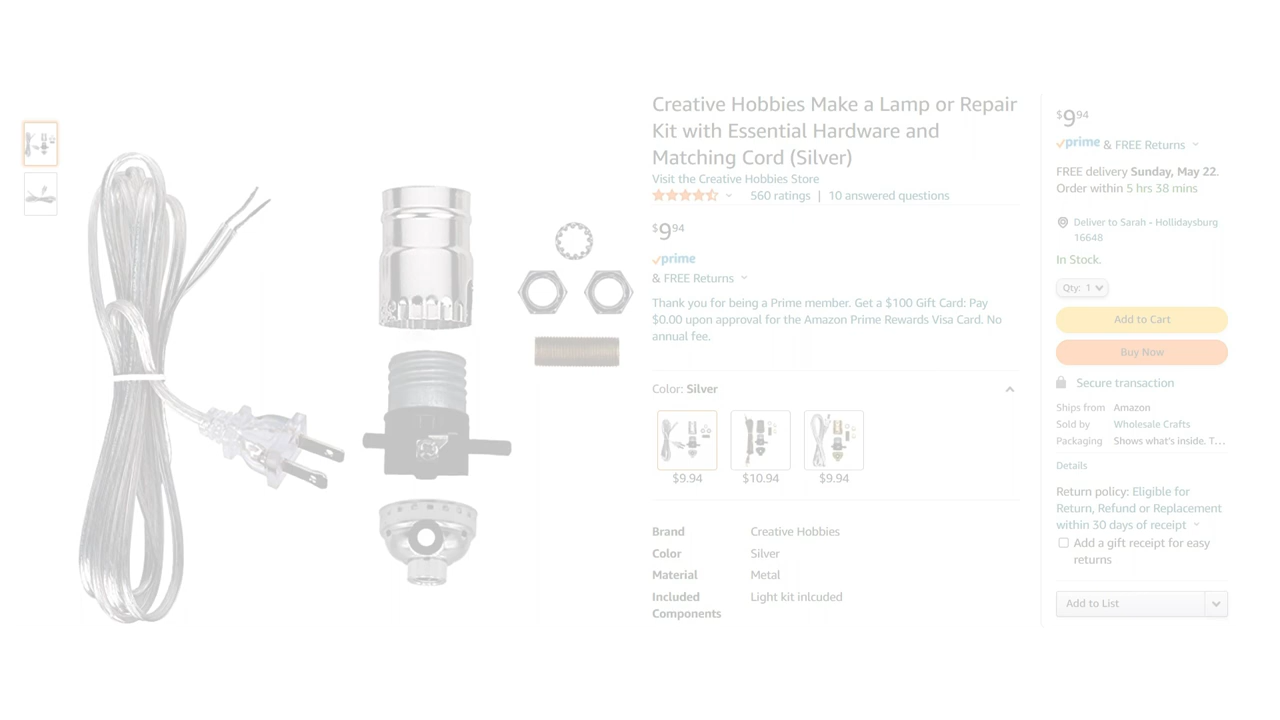 Creative Hobbies Make a Lamp or Repair
Kit with Essential Hardware and
Matching Cord (Silver)
Visit the Creative Hobbies Store
560 ratings | 10 answered questions
$9 94
prime
& FREE Returns
Thank you for being a Prime member. Get a $100 Gift Card: Pay
$0.00 upon approval for the Amazon Prime Rewards Visa Card. No
annual fee.
Color: Silver
$9.94 $10.94 $9.94
Brand Creative Hobbies
Color Silver
Material Metal
Included Light kit inlcuded
Components
$9 94
prime & FREE Returns
FREE delivery Sunday, May 22.
Order within 5 hrs 38 mins
Deliver to Sarah - Hollidaysburg
16648
In Stock.
Qty: 1
Add to Cart
Buy Now
Secure transaction
Ships from Amazon
Sold by Wholesale Crafts
Packaging Shows what's inside. T...
Details
Return policy: Eligible for
Return, Refund or Replacement
within 30 days of receipt
Add a gift receipt for easy
returns
Add to List